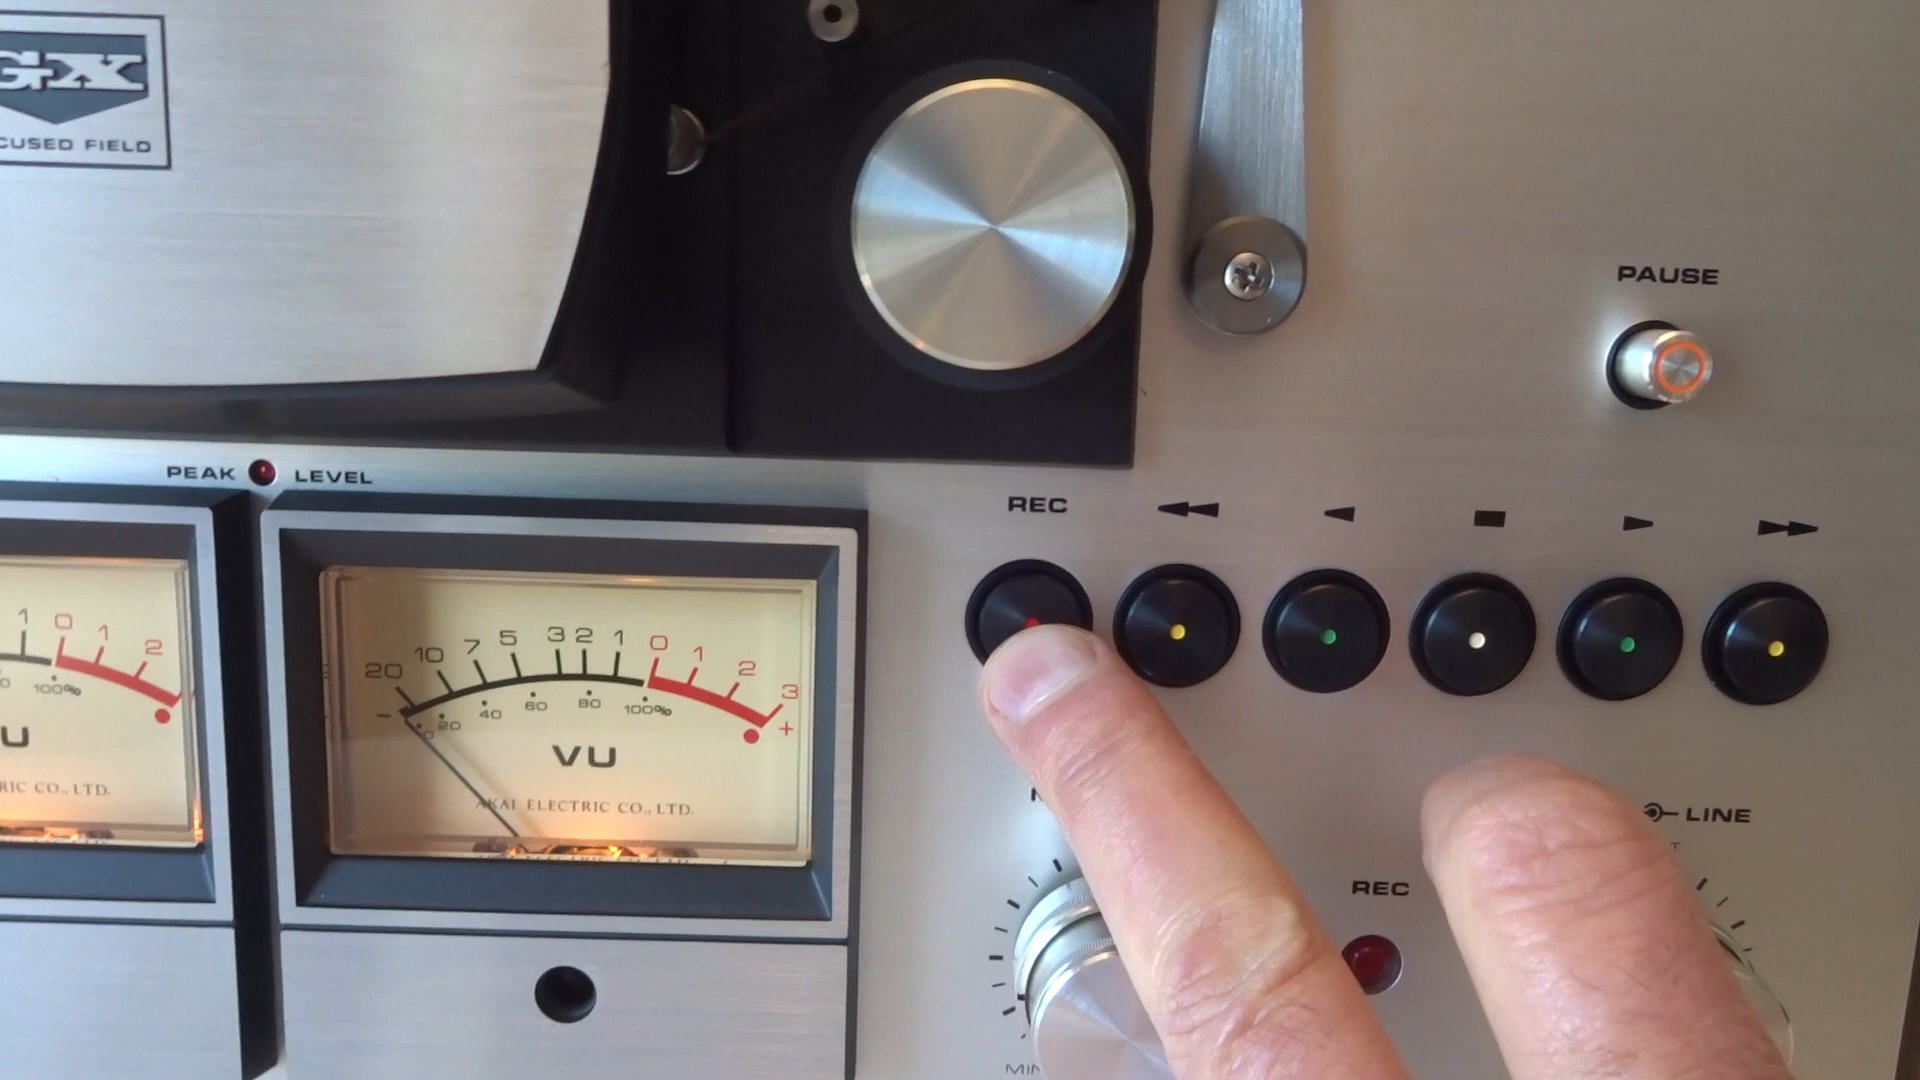 GX
CUSED FIELD
PAUSE
PEAK LEVEL
REC
1 0 1 2
100%
U
RIC CO., LTD.
20 10 7 5 3 2 1 0 1 2 3
- 0 20 40 60 80 100% +
VU
AKAI ELECTRIC CO., LTD.
LINE
REC
MIN